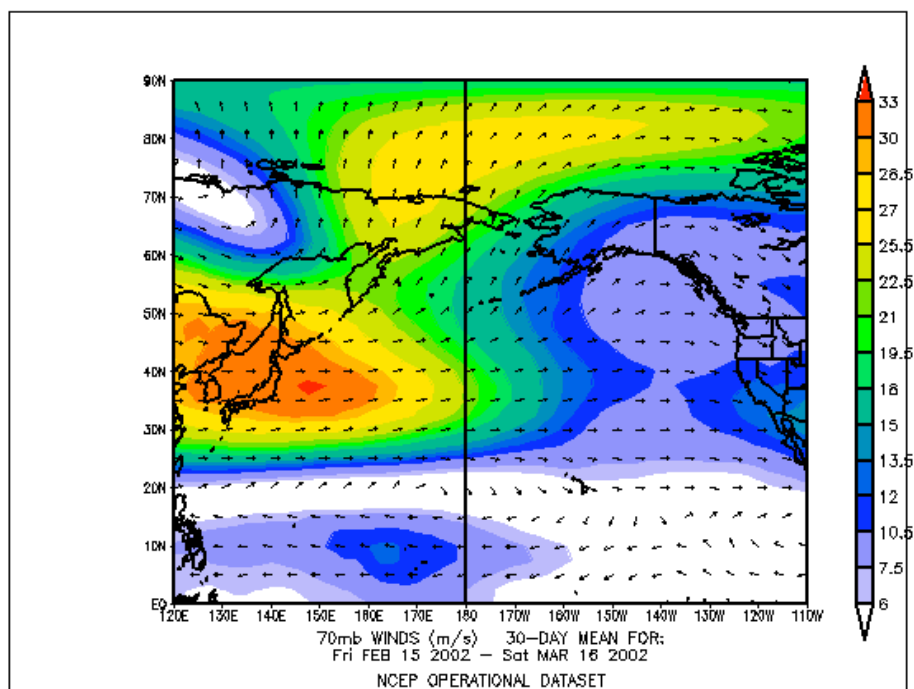 90N
80N
70N
60N
50N
40N
30N
20N
10N
EQ
120E 130E 140E 150E 160E 170E 180 170W 160W 150W 140W 130W 120W 110W
33
30
28.5
27
25.5
22.5
21
19.5
18
15
13.5
12
10.5
7.5
6
70mb WINDS (m/s) 30-DAY MEAN FOR:
Fri FEB 15 2002 – Sat MAR 16 2002
NCEP OPERATIONAL DATASET